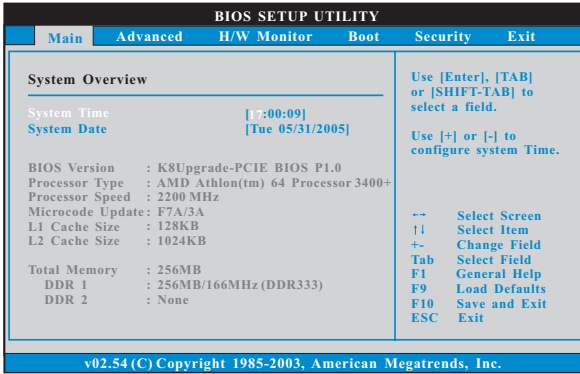 BIOS SETUP UTILITY
Main Advanced H/W Monitor Boot Security Exit
System Overview
System Time [17:00:09]
System Date [Tue 05/31/2005]
BIOS Version : K8Upgrade-PCIE BIOS P1.0
Processor Type : AMD Athlon(tm) 64 Processor 3400+
Processor Speed : 2200 MHz
Microcode Update : F7A/3A
L1 Cache Size : 128KB
L2 Cache Size : 1024KB
Total Memory : 256MB
DDR 1 : 256MB/166MHz (DDR333)
DDR 2 : None
Use [Enter], [TAB]
or [SHIFT-TAB] to
select a field.
Use [+] or [-] to
configure system Time.
←→ Select Screen
↑↓ Select Item
+- Change Field
Tab Select Field
F1 General Help
F9 Load Defaults
F10 Save and Exit
ESC Exit
v02.54 (C) Copyright 1985-2003, American Megatrends, Inc.